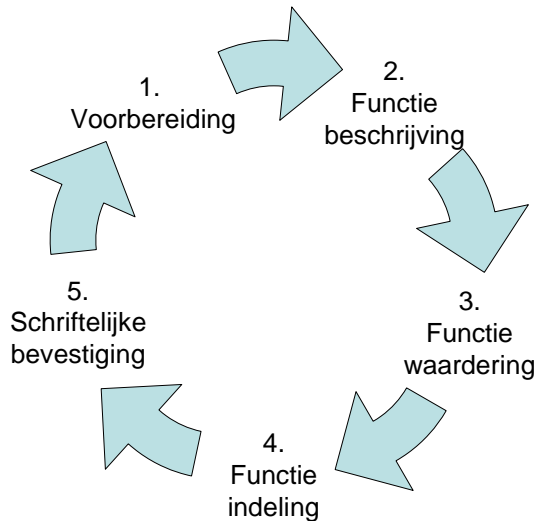 1.
Voorbereiding
2.
Functie
beschrijving
3.
Functie
waardering
4.
Functie
indeling
5.
Schriftelijke
bevestiging